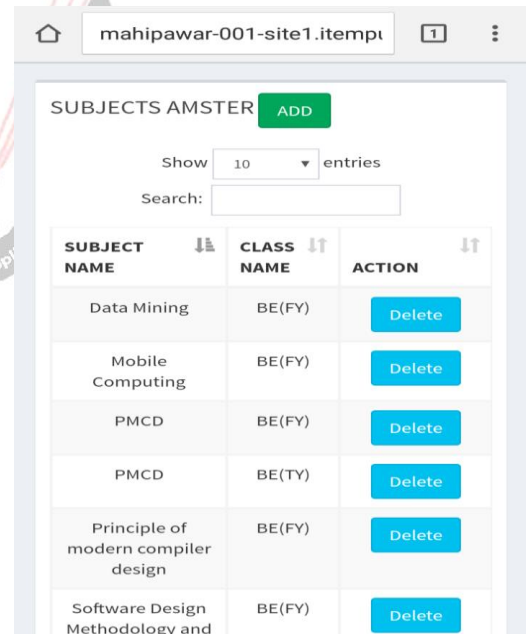 mahipawar-001-site1.itempu
1
SUBJECTS AMSTER ADD
Show 10 entries
Search:
SUBJECT NAME CLASS NAME ACTION
Data Mining BE(FY) Delete
Mobile Computing BE(FY) Delete
PMCD BE(FY) Delete
PMCD BE(TY) Delete
Principle of modern compiler design BE(FY) Delete
Software Design Methodology and BE(FY) Delete